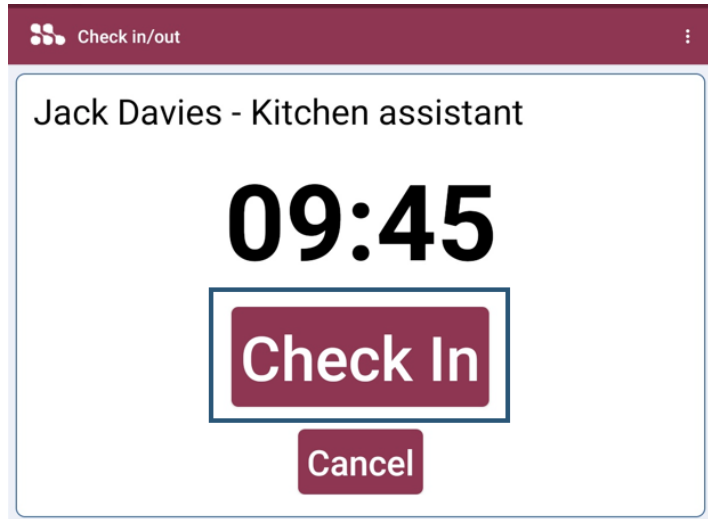 Check in/out
Jack Davies - Kitchen assistant
09:45
Check In
Cancel